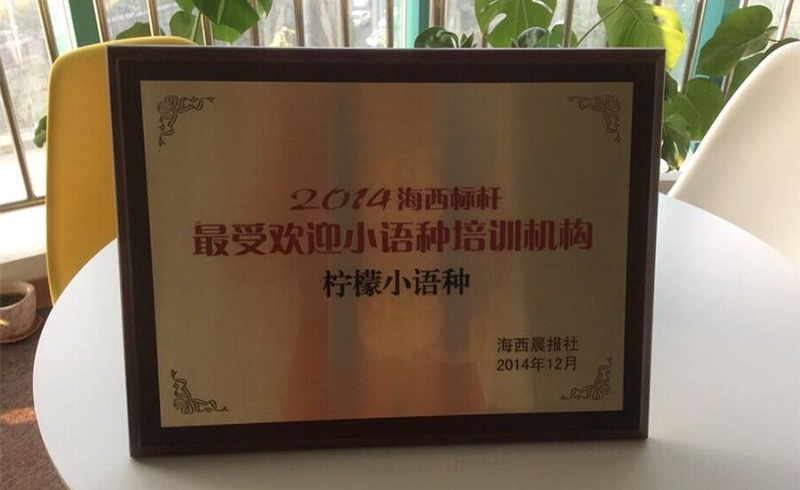 2014海西标杆
最受欢迎小语种培训机构
柠檬小语种
海西晨报社
2014年12月